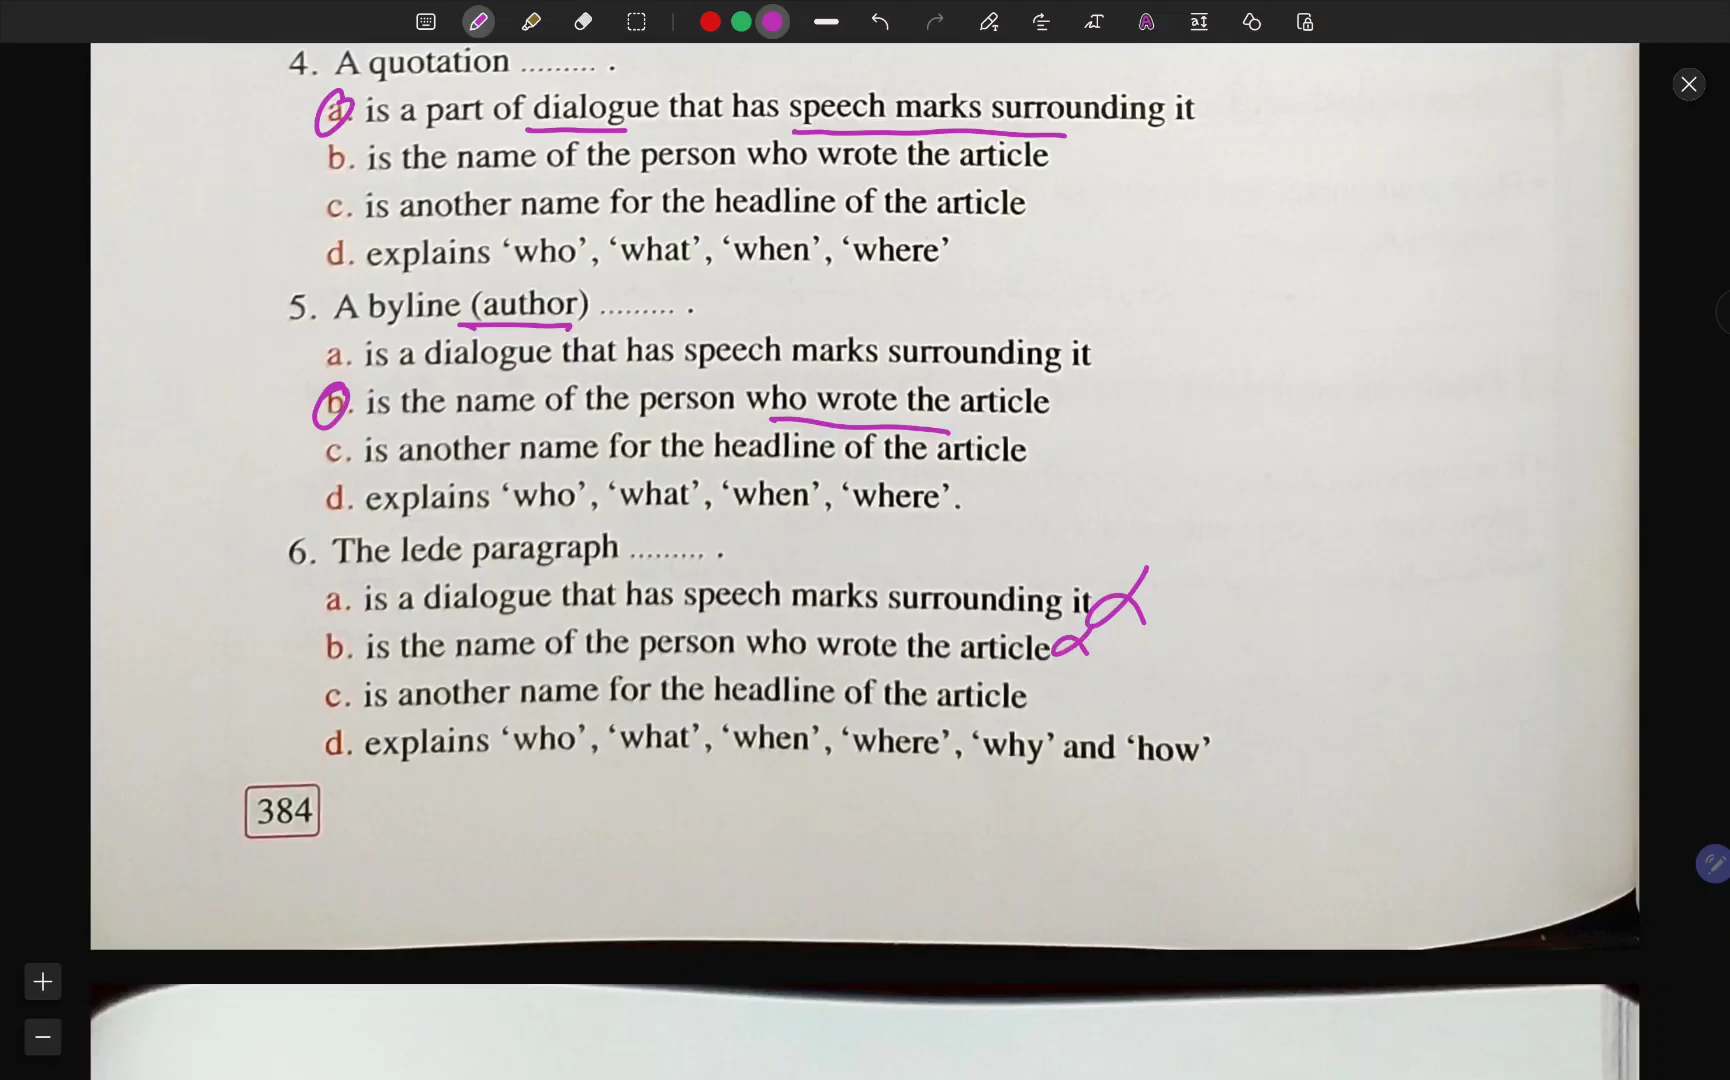 4. A quotation ......... .
a. is a part of dialogue that has speech marks surrounding it
b. is the name of the person who wrote the article
c. is another name for the headline of the article
d. explains ‘who’, ‘what’, ‘when’, ‘where’
5. A byline (author) ......... .
a. is a dialogue that has speech marks surrounding it
b. is the name of the person who wrote the article
c. is another name for the headline of the article
d. explains ‘who’, ‘what’, ‘when’, ‘where’.
6. The lede paragraph ......... .
a. is a dialogue that has speech marks surrounding it
b. is the name of the person who wrote the article
c. is another name for the headline of the article
d. explains ‘who’, ‘what’, ‘when’, ‘where’, ‘why’ and ‘how’
384